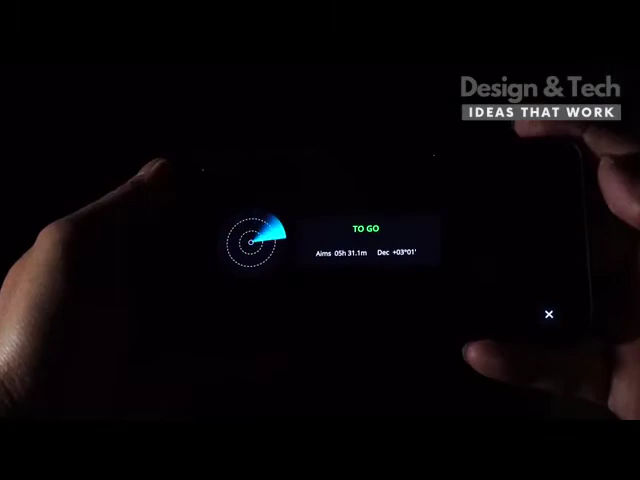 Design & Tech
IDEAS THAT WORK
TO GO
Aims 05h 31.1m Dec +03°01'